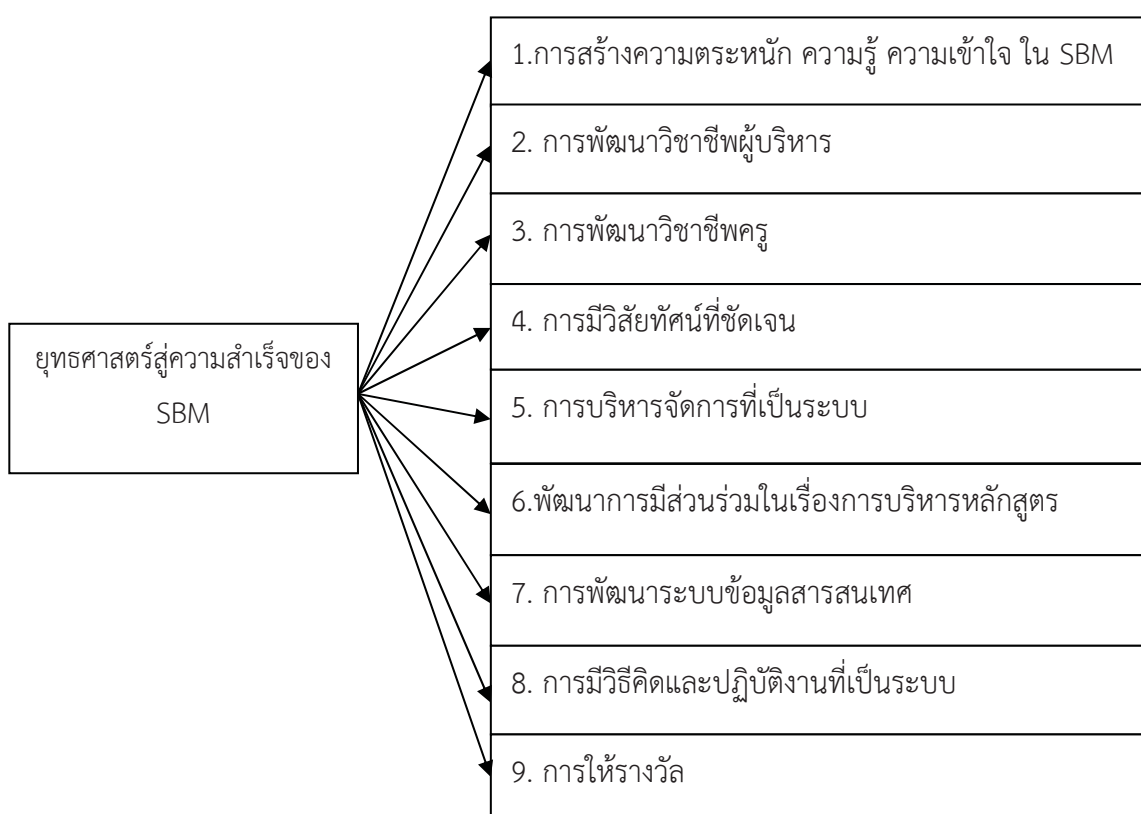 1.การสร้างความตระหนัก ความรู้ ความเข้าใจ ใน SBM
2. การพัฒนาวิชาชีพผู้บริหาร
3. การพัฒนาวิชาชีพครู
4. การมีวิสัยทัศน์ที่ชัดเจน
ยุทธศาสตร์สู่ความสำเร็จของ
SBM
5. การบริหารจัดการที่เป็นระบบ
6.พัฒนาการมีส่วนร่วมในเรื่องการบริหารหลักสูตร
7. การพัฒนาระบบข้อมูลสารสนเทศ
8. การมีวิธีคิดและปฏิบัติงานที่เป็นระบบ
9. การให้รางวัล